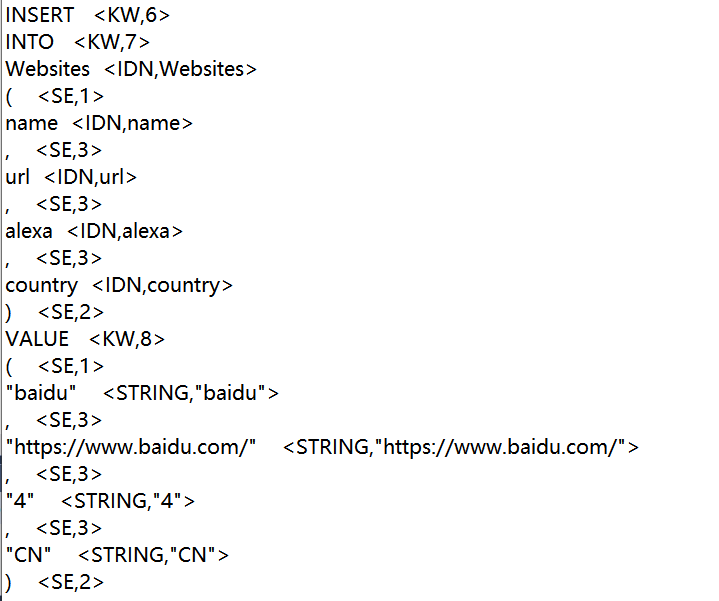 INSERT   <KW,6>
INTO   <KW,7>
Websites  <IDN,Websites>
(    <SE,1>
name  <IDN,name>
,    <SE,3>
url  <IDN,url>
,    <SE,3>
alexa  <IDN,alexa>
,    <SE,3>
country  <IDN,country>
)    <SE,2>
VALUE   <KW,8>
(    <SE,1>
"baidu"    <STRING,"baidu">
,    <SE,3>
"https://www.baidu.com/"    <STRING,"https://www.baidu.com/">
,    <SE,3>
"4"    <STRING,"4">
,    <SE,3>
"CN"    <STRING,"CN">
)    <SE,2>